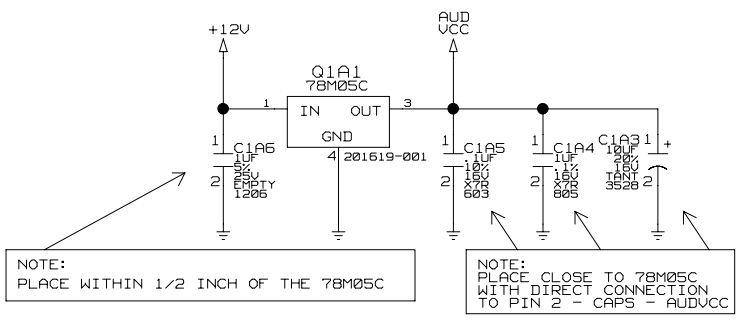 +12V
AUD
VCC
Q1A1
78M05C
1
IN OUT
3
GND
4
201619-001
1
C1A6
1UF
5%
25V
EMPTY
1206
2
1
C1A5
.1UF
10%
16V
X7R
603
2
1
C1A4
1UF
.1%
16V
X7R
805
2
C1A3 1 +
10UF
20%
16V
TANT
3528
2
NOTE:
PLACE WITHIN 1/2 INCH OF THE 78M05C
NOTE:
PLACE CLOSE TO 78M05C
WITH DIRECT CONNECTION
TO PIN 2 - CAPS - AUDVCC